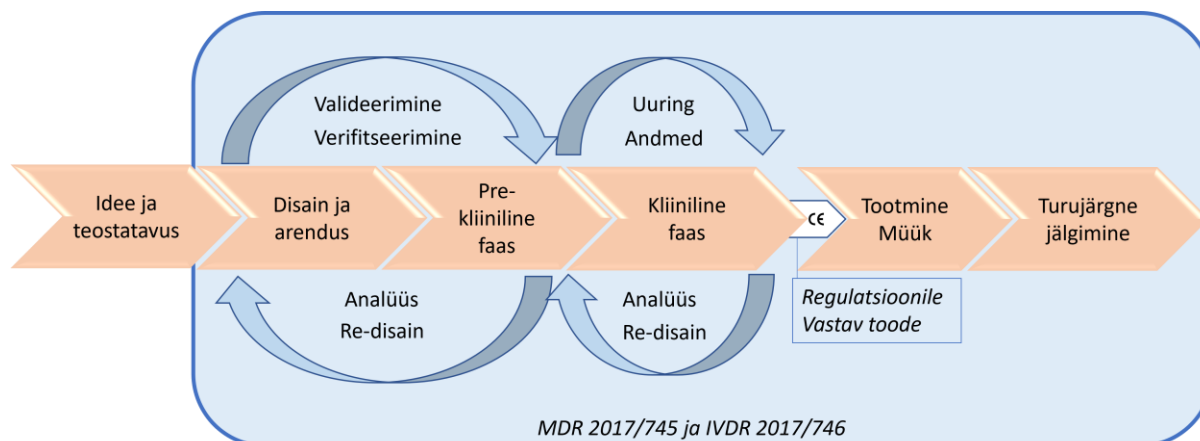 Valideerimine
Verifitseerimine
Uuring
Andmed
Idee ja
teostatavus
Disain ja
arendus
Pre-
kliiniline
faas
Kliiniline
faas
CE
Tootmine
Müük
Turujärgne
jälgimine
Analüüs
Re-disain
Analüüs
Re-disain
Regulatsioonile
Vastav toode
MDR 2017/745 ja IVDR 2017/746